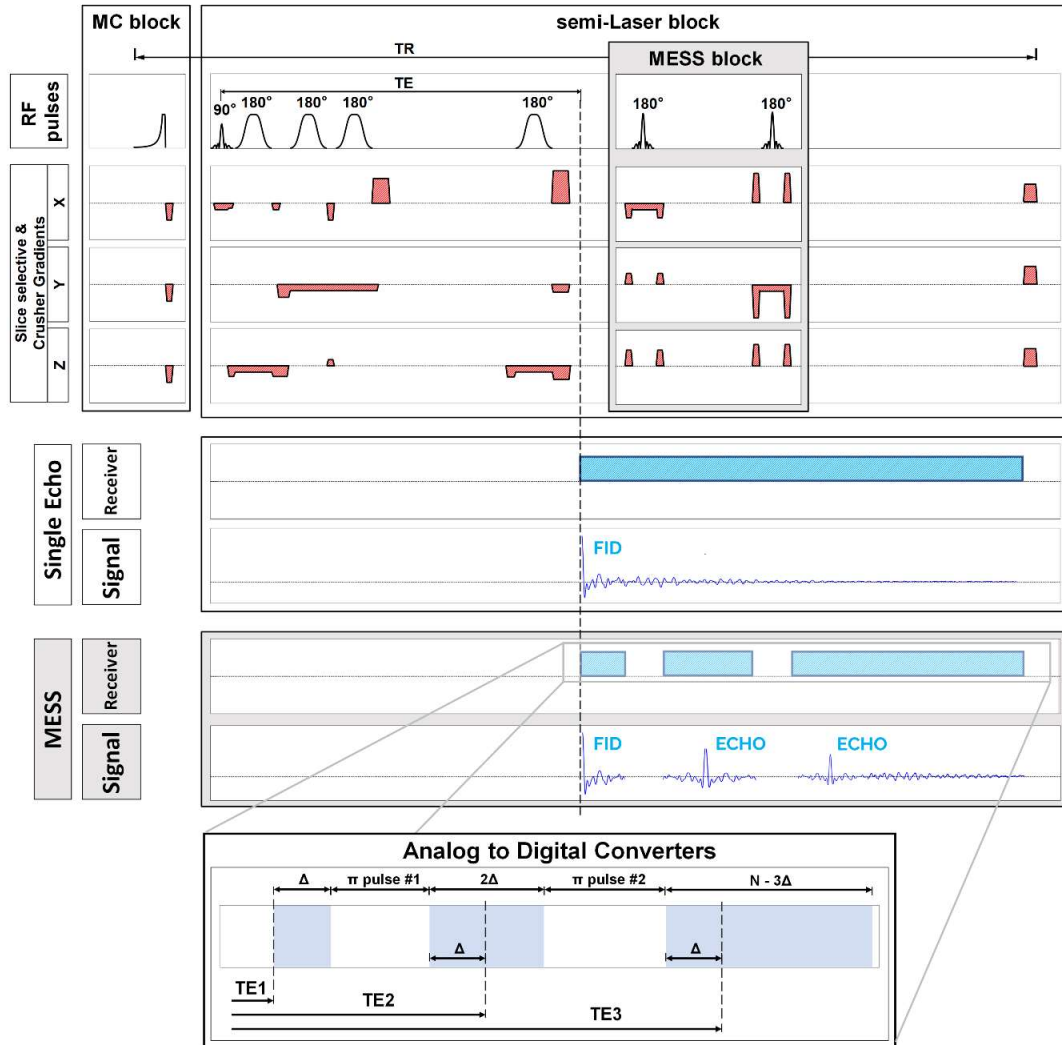 MC block
semi-Laser block
TR
MESS block
TE
RF
pulses
90° 180° 180° 180° 180° 180° 180°
Slice selective &
Crusher Gradients
X
Y
Z
Single Echo
Receiver
Signal
FID
MESS
Receiver
Signal
FID ECHO ECHO
Analog to Digital Converters
Δ π pulse #1 2Δ π pulse #2 N - 3Δ
Δ Δ
TE1
TE2
TE3